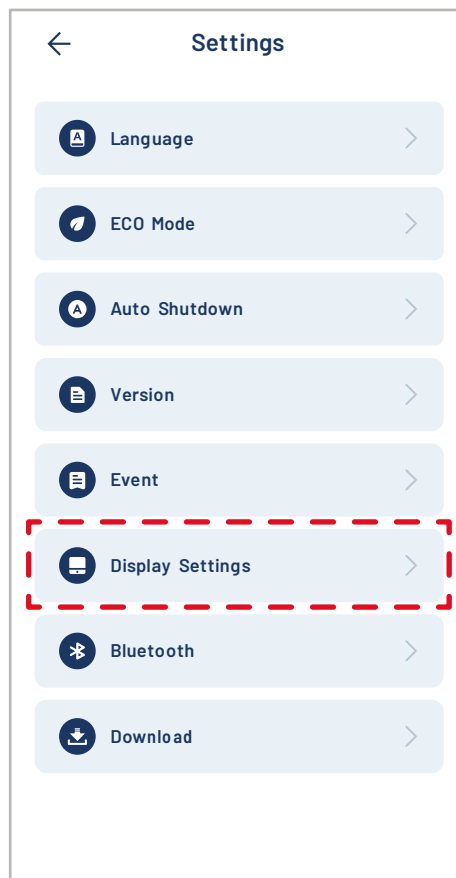 Settings
Language
ECO Mode
Auto Shutdown
Version
Event
Display Settings
Bluetooth
Download